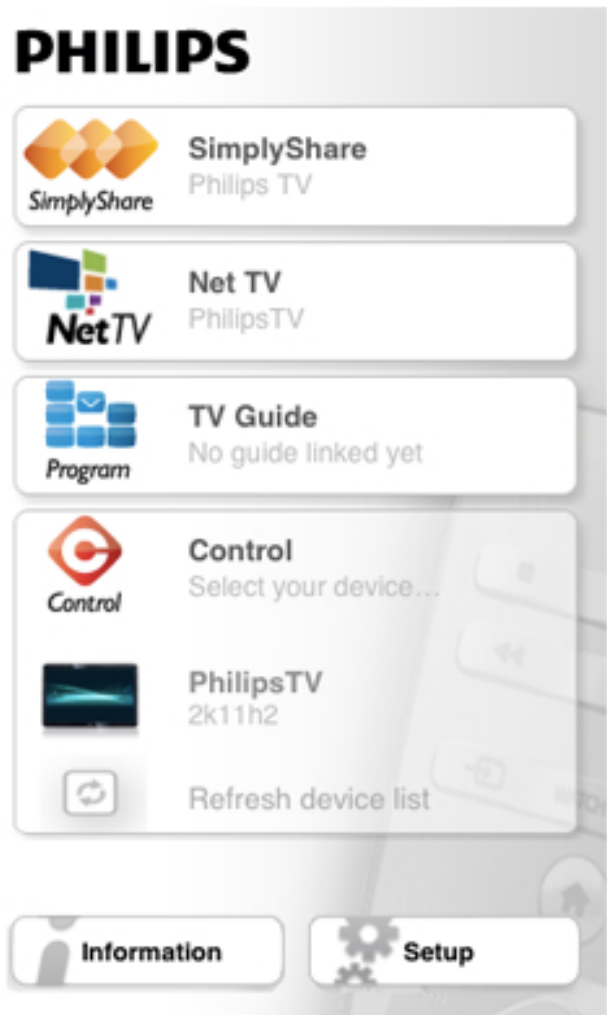 PHILIPS
SimplyShare
SimplyShare
Philips TV
NetTV
Net TV
PhilipsTV
Program
TV Guide
No guide linked yet
Control
Control
Select your device...
PhilipsTV
2k11h2
Refresh device list
Information
Setup